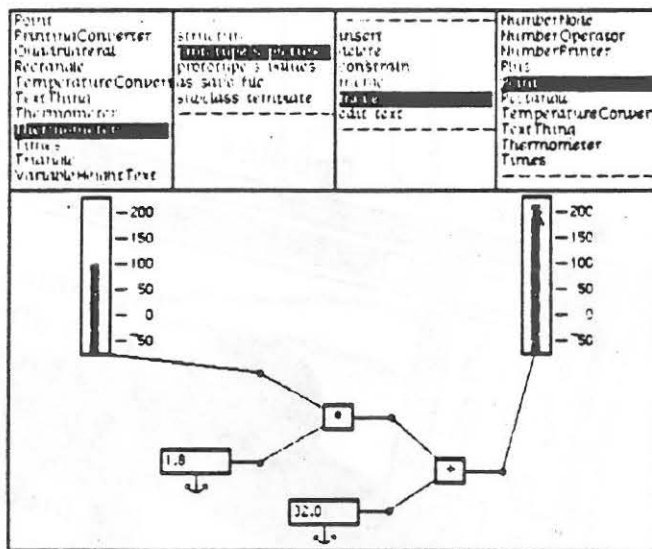 Point
PrintingConverter
Quadrilateral
Rectangle
TemperatureConver
TextThing
Thermometer
Thermometer
Times
Triangle
VariableHeightText
structure
prototype's picture
prototype's values
as save file
subclass template
insert
delete
constrain
merge
move
edit text
NumberNode
NumberOperator
NumberPrinter
Plus
Point
Rectangle
TemperatureConver
TextThing
Thermometer
Times
200
150
100
50
0
¯50
200
150
100
50
0
¯50
1.8
+
32.0